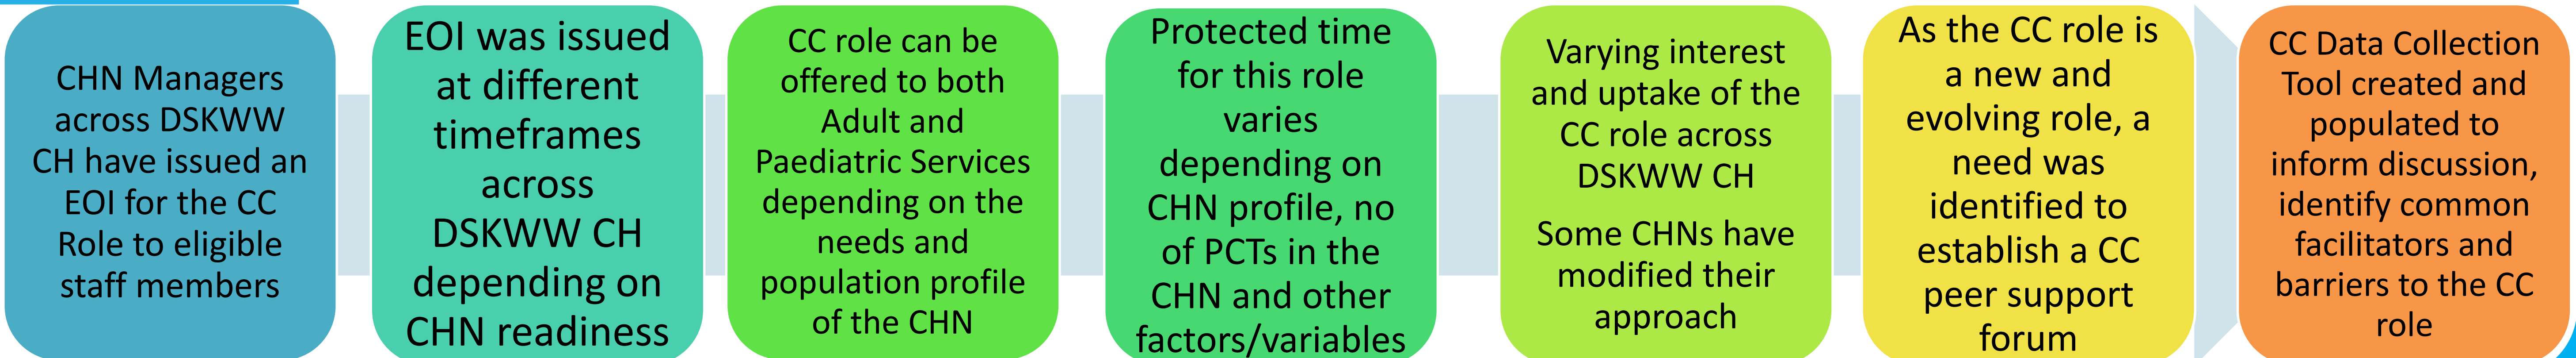 CHN Managers
across DSKWW
CH have issued an
EOI for the CC
Role to eligible
staff members
EOI was issued
at different
timeframes
across
DSKWW CH
depending on
CHN readiness
CC role can be
offered to both
Adult and
Paediatric Services
depending on the
needs and
population profile
of the CHN
Protected time
for this role
varies
depending on
CHN profile, no
of PCTs in the
CHN and other
factors/variables
Varying interest
and uptake of the
CC role across
DSKWW CH
Some CHNs have
modified their
approach
As the CC role is
a new and
evolving role, a
need was
identified to
establish a CC
peer support
forum
CC Data Collection
Tool created and
populated to
inform discussion,
identify common
facilitators and
barriers to the CC
role